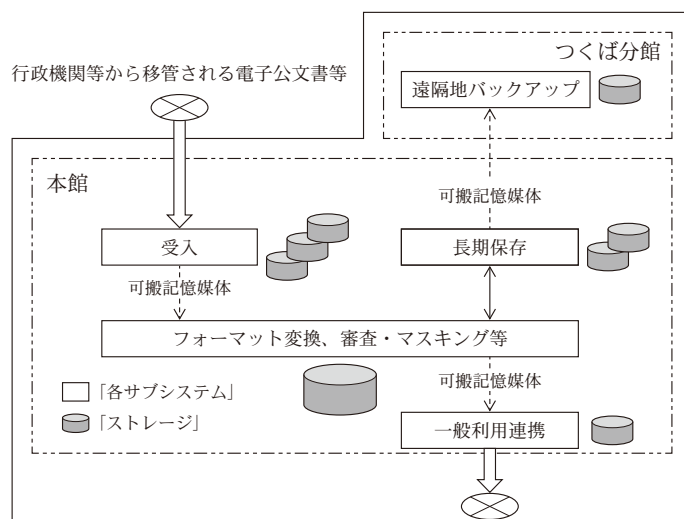 つくば分館
行政機関等から移管される電子公文書等
遠隔地バックアップ
本館
可搬記憶媒体
受入
長期保存
可搬記憶媒体
フォーマット変換、審査・マスキング等
可搬記憶媒体
「各サブシステム」
「ストレージ」
一般利用連携